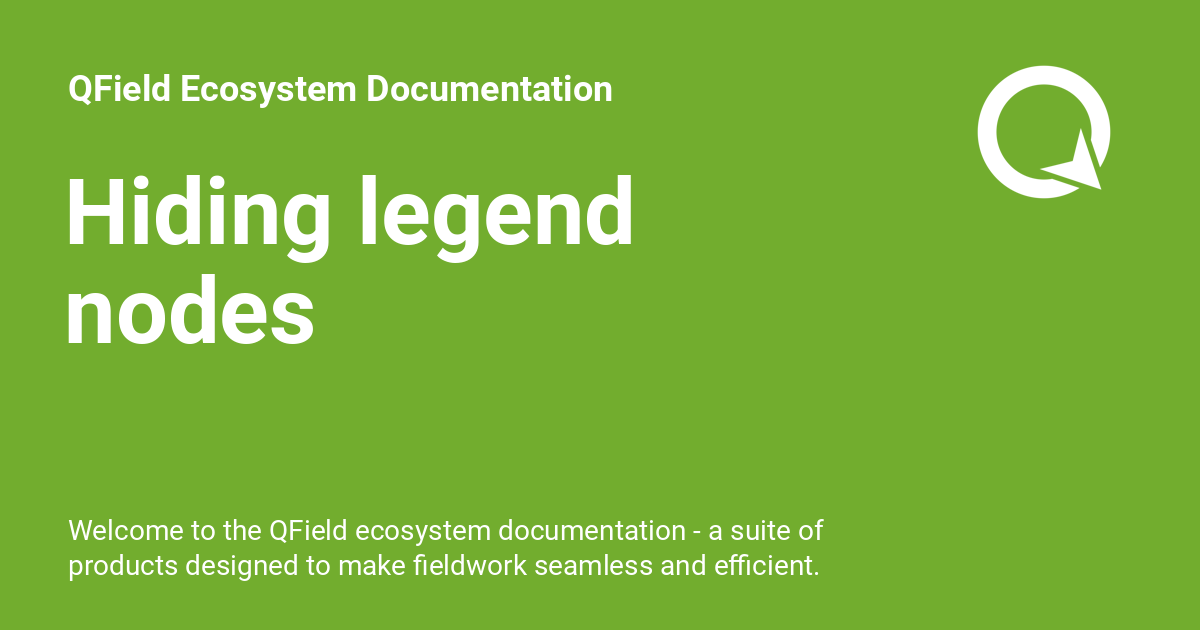 QField Ecosystem Documentation
Hiding legend
nodes
Welcome to the QField ecosystem documentation - a suite of
products designed to make fieldwork seamless and efficient.